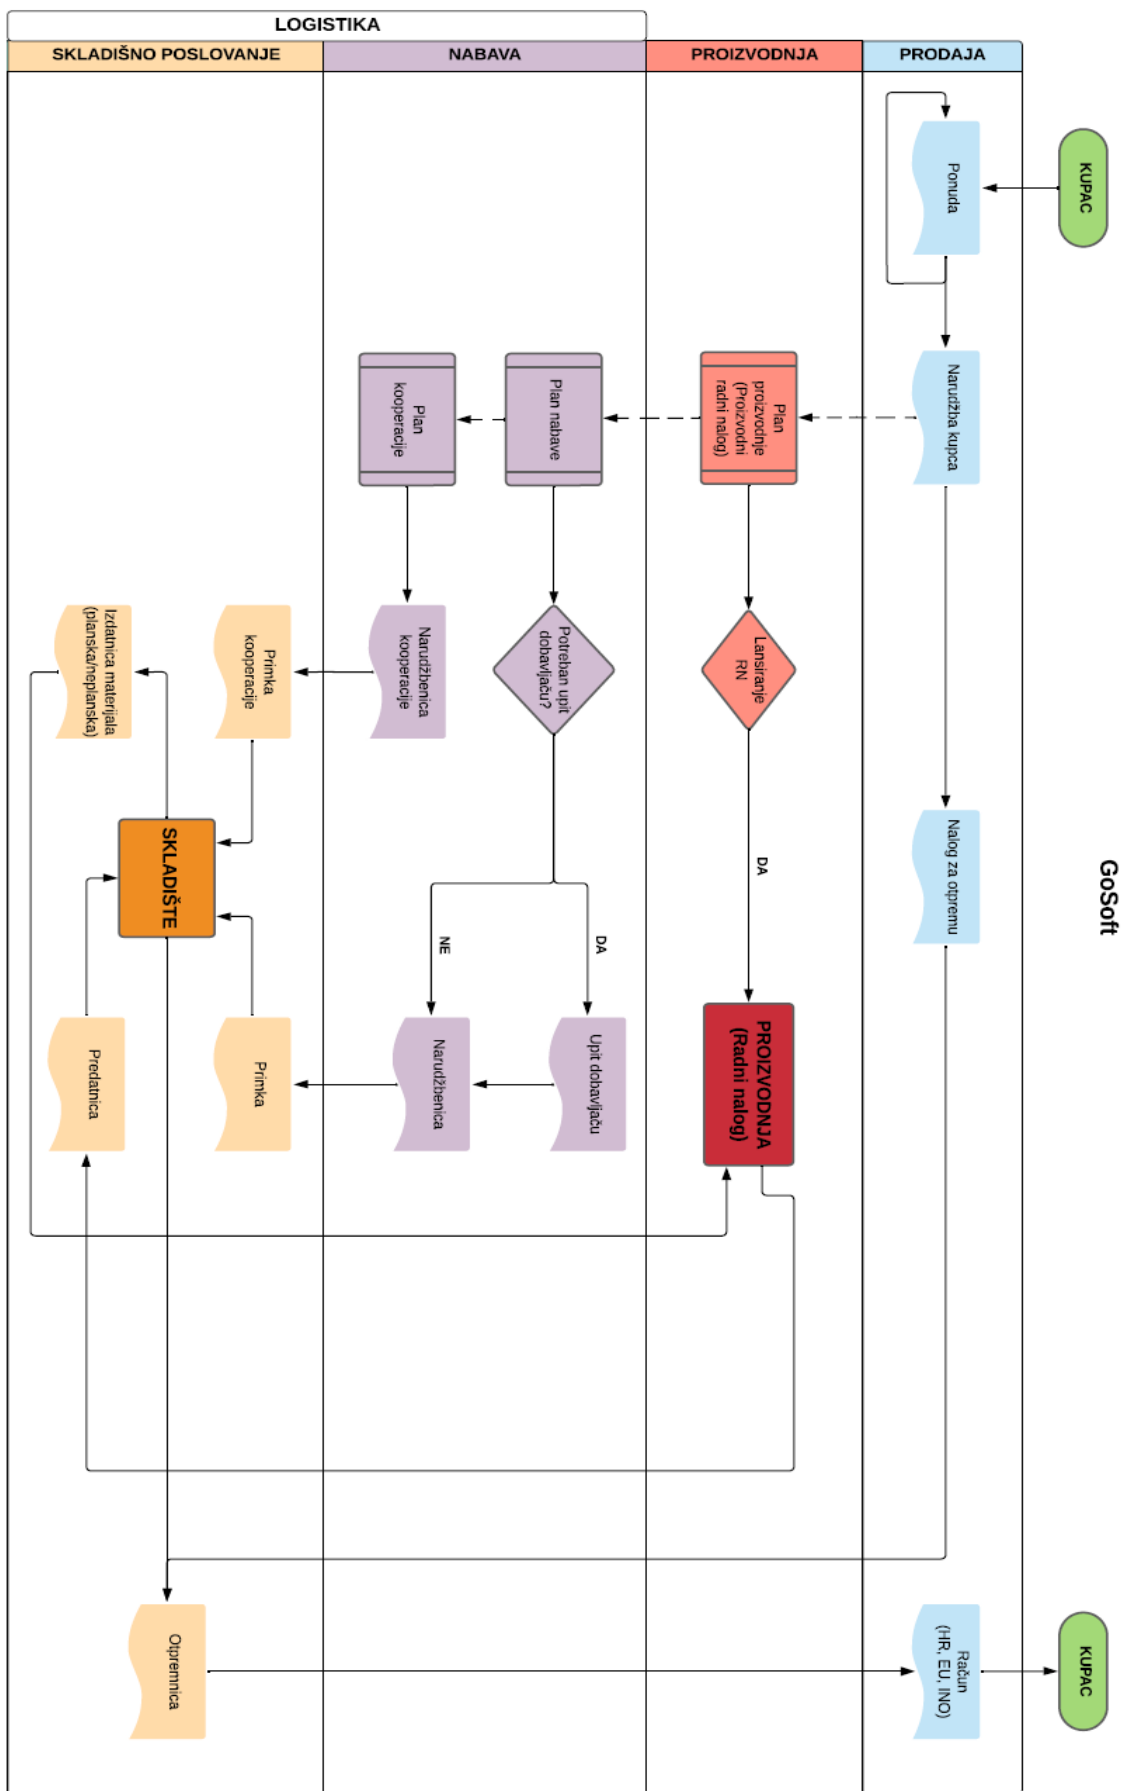 GoSoft
LOGISTIKA
SKLADIŠNO POSLOVANJE
NABAVA
PROIZVODNJA
PRODAJA
KUPAC
Ponuda
Narudžba kupca
Plan
proizvodnje
(Proizvodni
radni nalog)
Plan nabave
Plan
kooperacije
Lansiranje
RN
Potreban upit
dobavljaču?
Narudžbenica
kooperacije
Primka
kooperacije
Izdatnica materijala
(planska/neplanska)
Nalog za otpremu
DA
SKLADIŠTE
DA
NE
PROIZVODNJA
(Radni nalog)
Upit dobavljaču
Narudžbenica
Primka
Predatnica
Otpremnica
Račun
(HR, EU, INO)
KUPAC